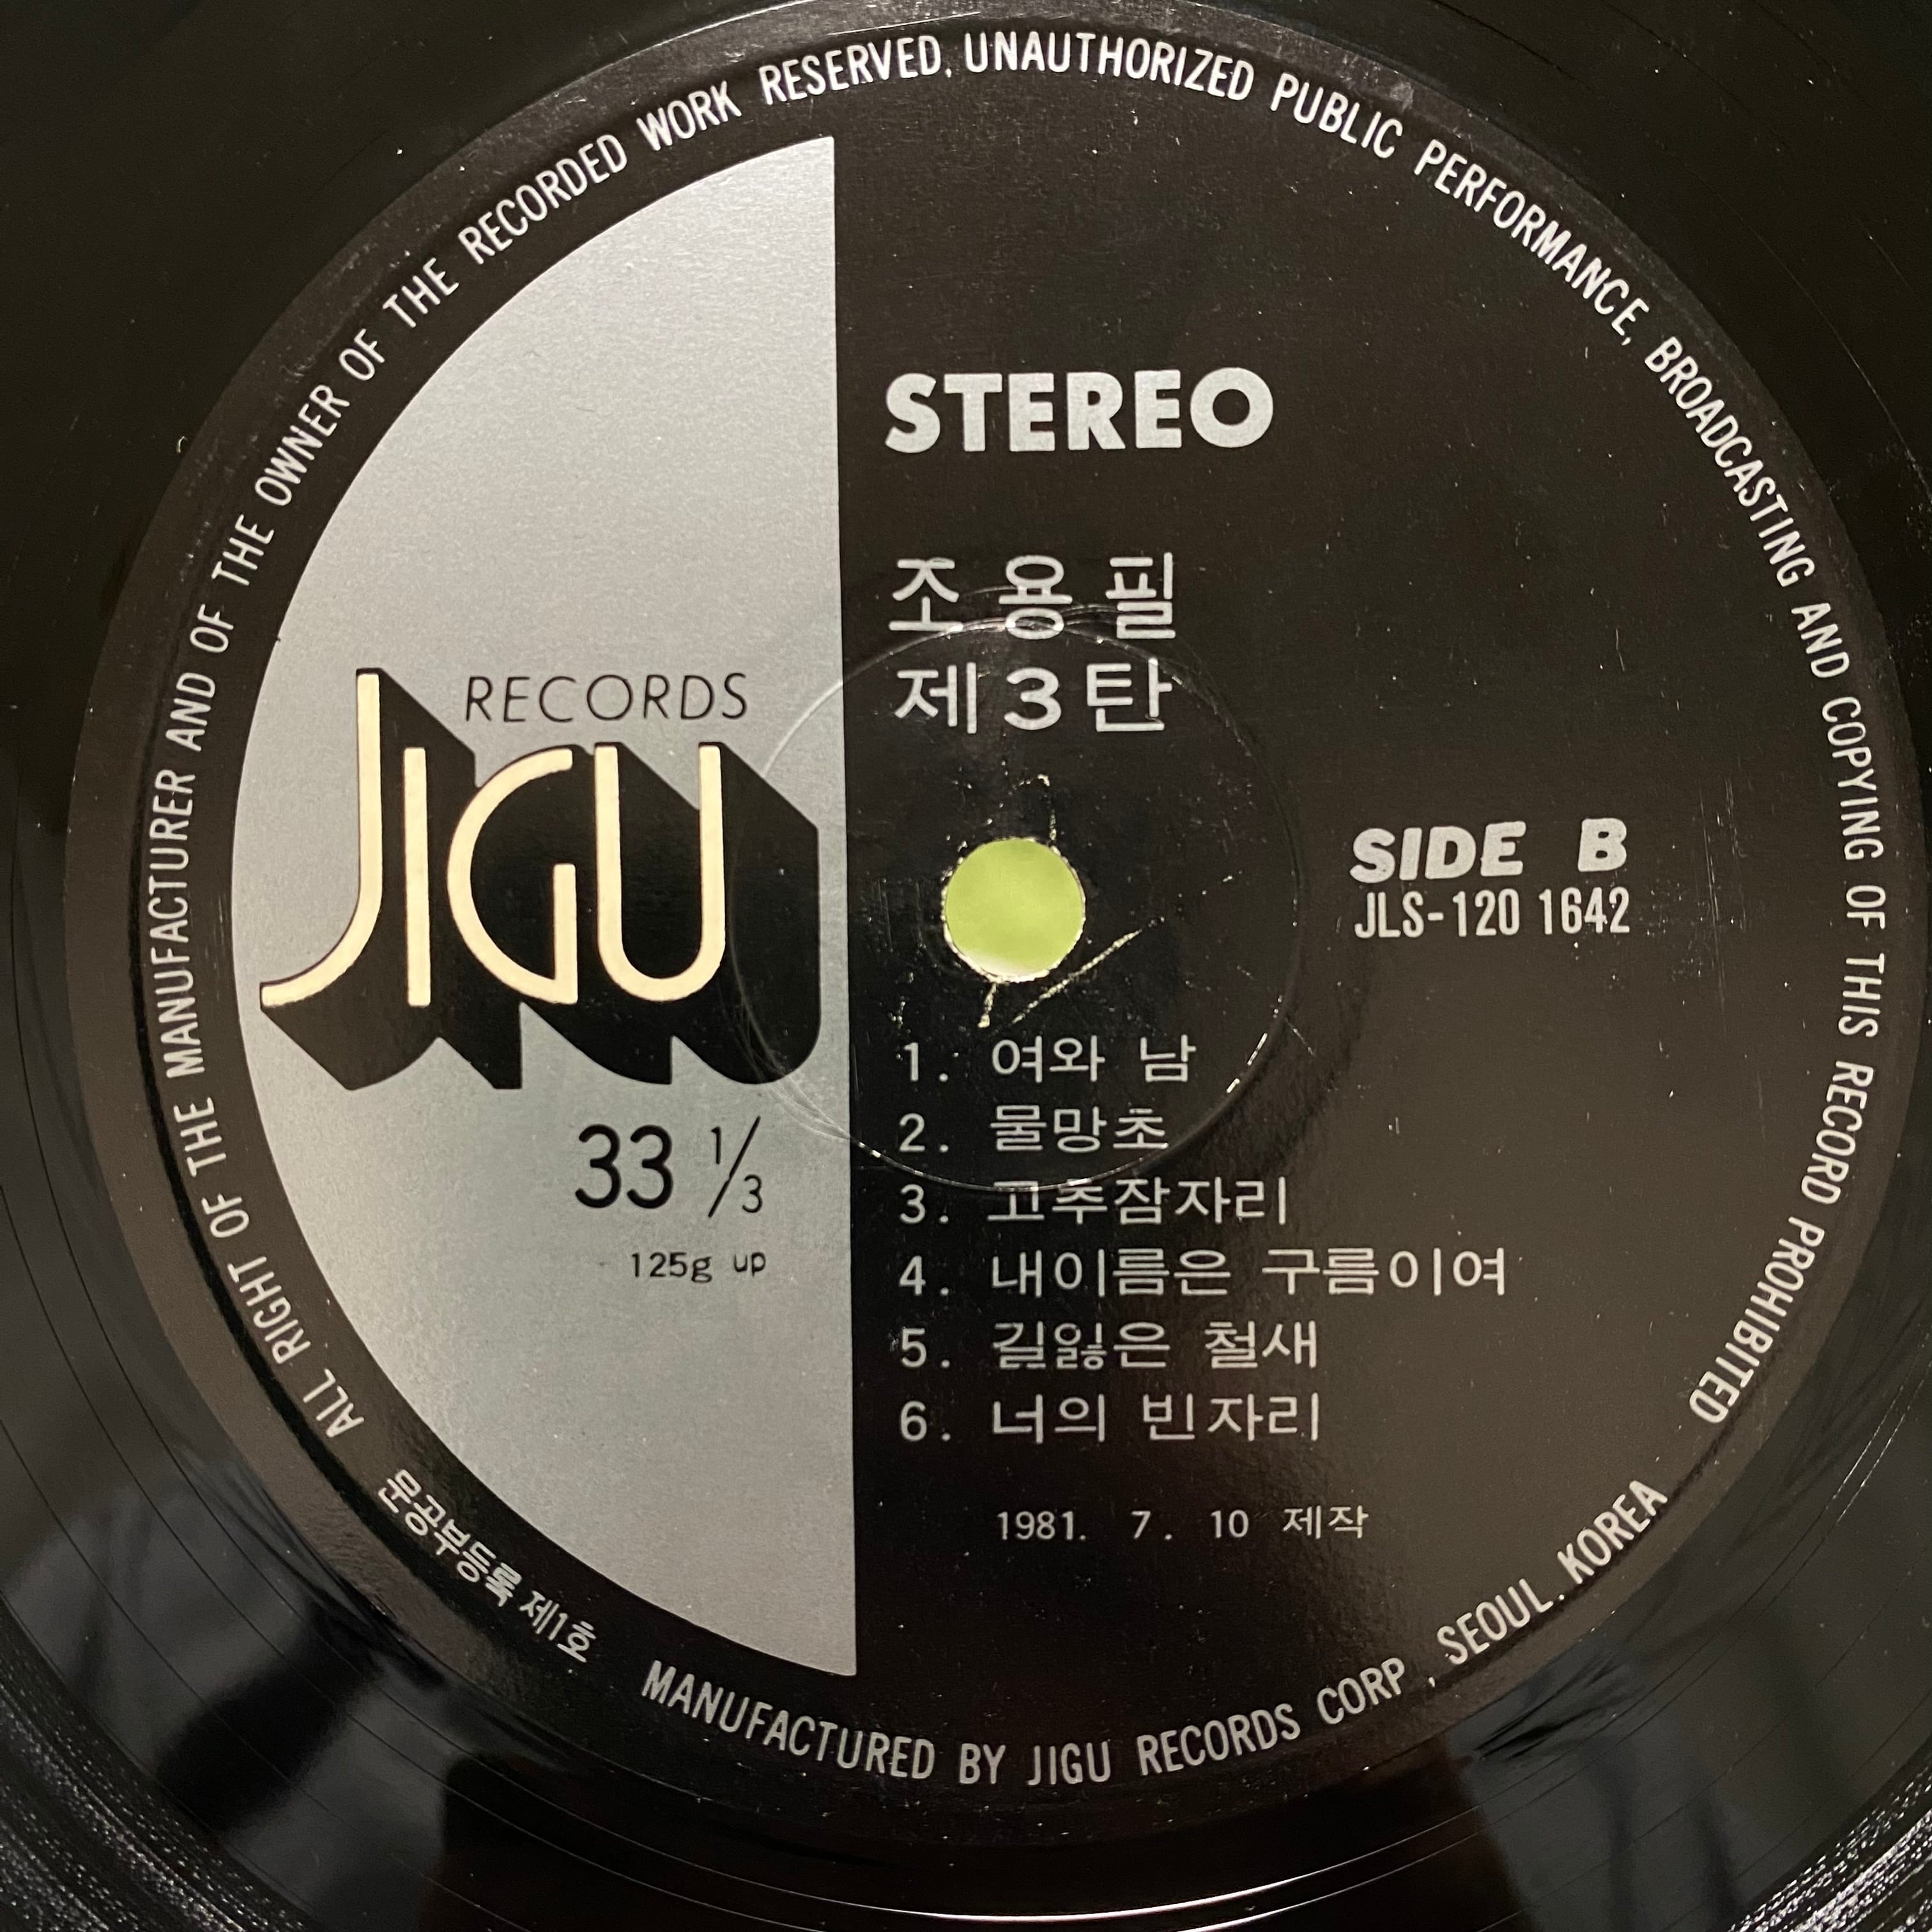 ALL RIGHT OF THE MANUFACTURER AND OF THE OWNER OF THE RECORDED WORK RESERVED, UNAUTHORIZED PUBLIC PERFORMANCE, BROADCASTING AND COPYING OF THIS RECORD PROHIBITED
STEREO
조용필
제3탄
RECORDS
JIGU
SIDE B
JLS-120 1642
33 1/3
125g up
1. 여와 남
2. 물망초
3. 고추잠자리
4. 내이름은 구름이여
5. 길잃은 철새
6. 너의 빈자리
1981. 7. 10 제작
문공부등록 제1호
MANUFACTURED BY JIGU RECORDS CORP , SEOUL. KOREA